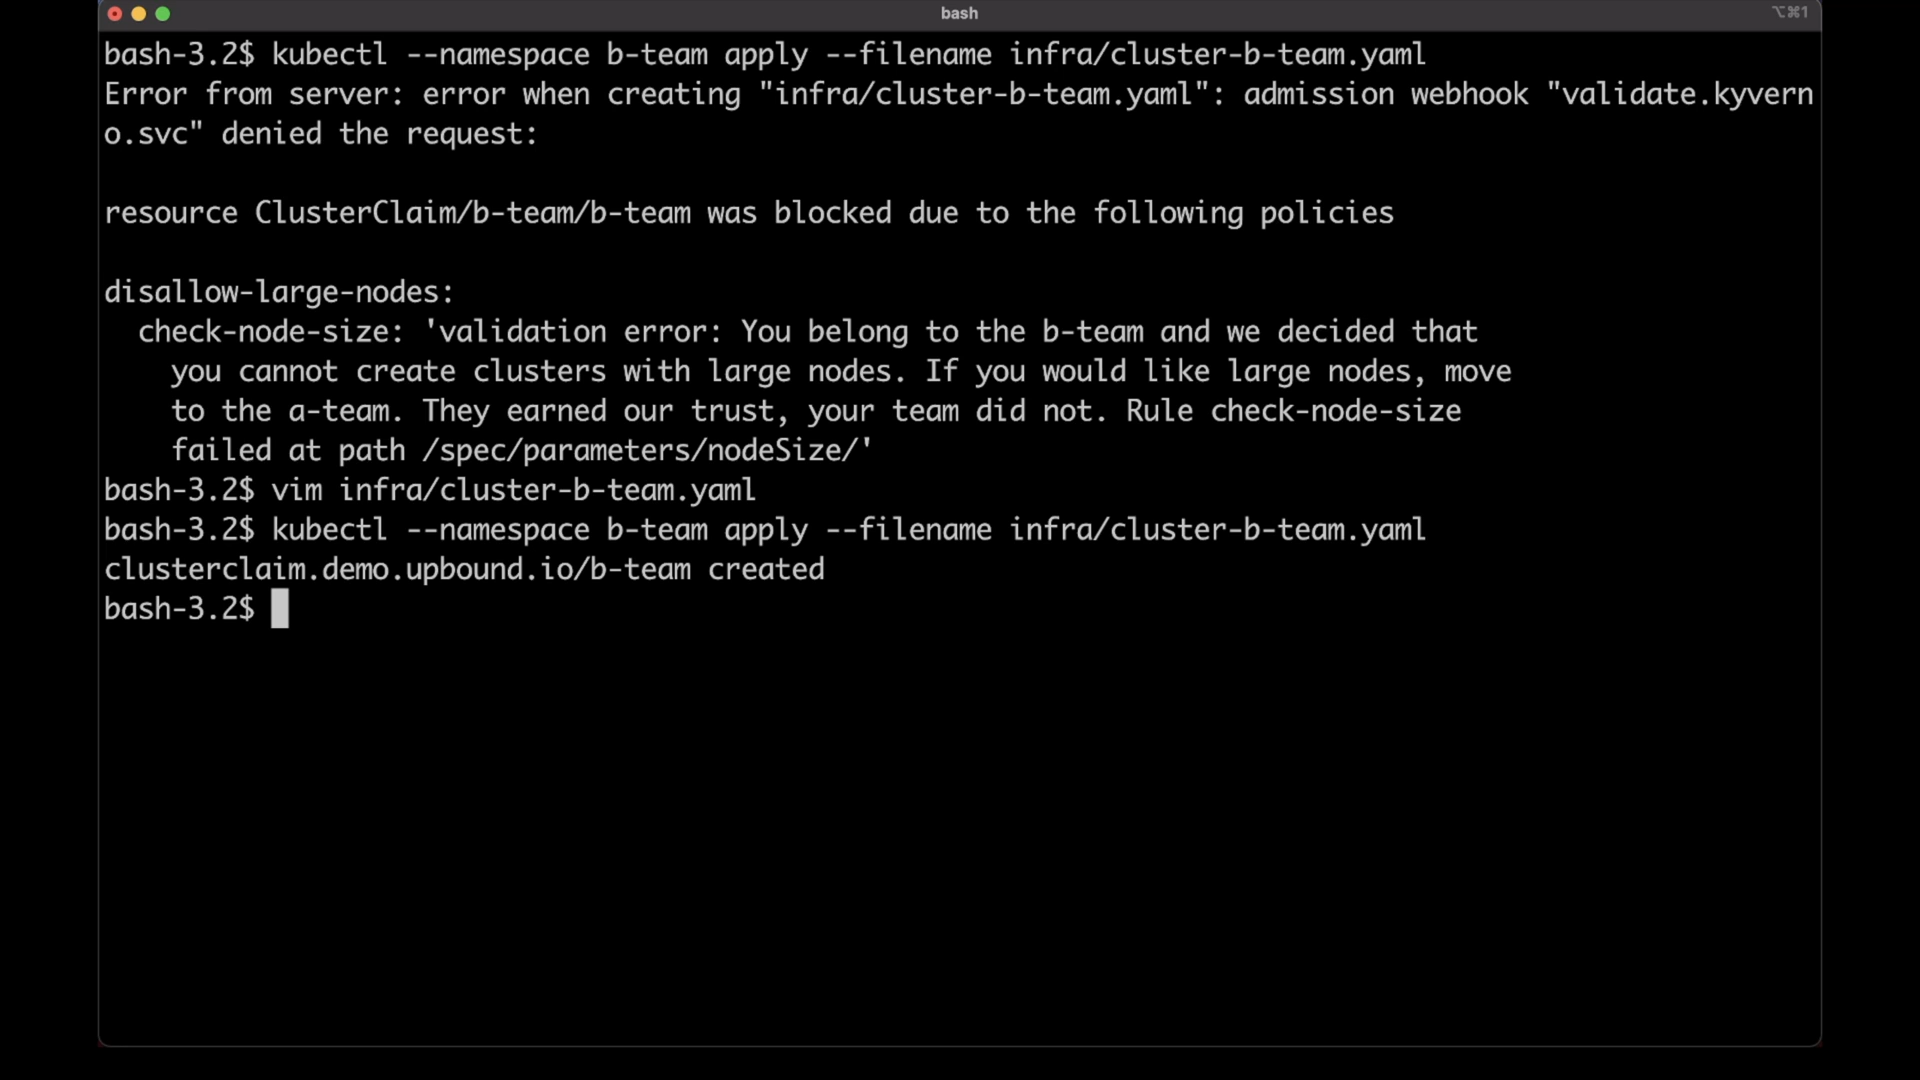 bash
⌥⌘1
bash-3.2$ kubectl --namespace b-team apply --filename infra/cluster-b-team.yaml
Error from server: error when creating "infra/cluster-b-team.yaml": admission webhook "validate.kyvern
o.svc" denied the request:
resource ClusterClaim/b-team/b-team was blocked due to the following policies
disallow-large-nodes:
  check-node-size: 'validation error: You belong to the b-team and we decided that
    you cannot create clusters with large nodes. If you would like large nodes, move
    to the a-team. They earned our trust, your team did not. Rule check-node-size
    failed at path /spec/parameters/nodeSize/'
bash-3.2$ vim infra/cluster-b-team.yaml
bash-3.2$ kubectl --namespace b-team apply --filename infra/cluster-b-team.yaml
clusterclaim.demo.upbound.io/b-team created
bash-3.2$